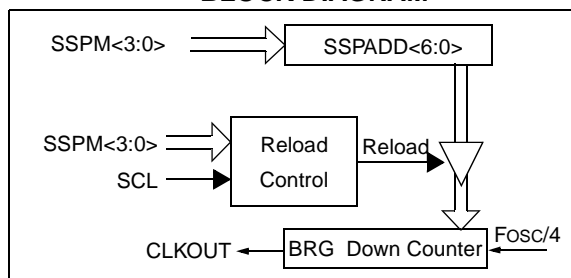 BLOCK DIAGRAM
SSPM<3:0>
SSPADD<6:0>
SSPM<3:0>
SCL
Reload
Control
Reload
CLKOUT
BRG Down Counter
FOSC/4